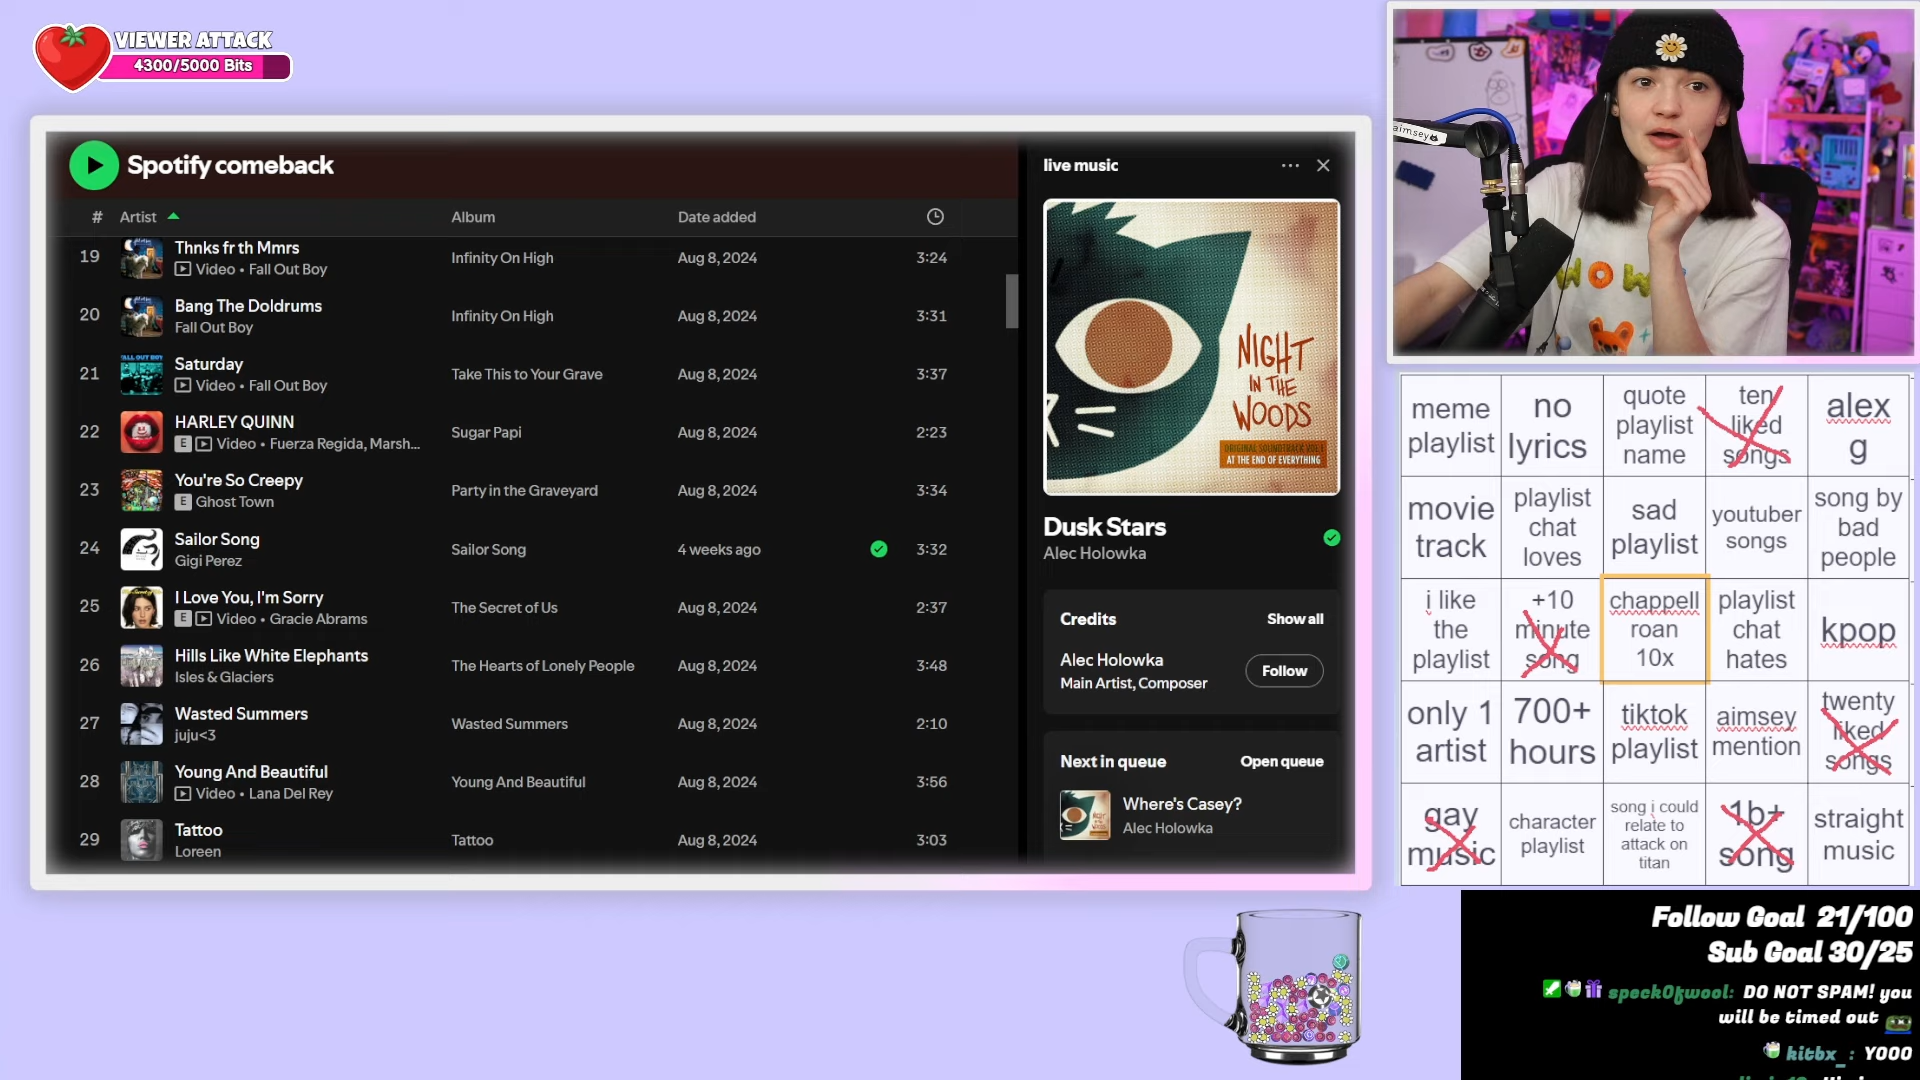 VIEWER ATTACK
4300/5000 Bits
Spotify comeback
# Artist Album Date added
19 Thnks fr th Mmrs Infinity On High Aug 8, 2024 3:24
Video • Fall Out Boy
20 Bang The Doldrums Infinity On High Aug 8, 2024 3:31
Fall Out Boy
21 Saturday Take This to Your Grave Aug 8, 2024 3:37
Video • Fall Out Boy
22 HARLEY QUINN Sugar Papi Aug 8, 2024 2:23
E Video • Fuerza Regida, Marsh...
23 You're So Creepy Party in the Graveyard Aug 8, 2024 3:34
E Ghost Town
24 Sailor Song Sailor Song 4 weeks ago 3:32
Gigi Perez
25 I Love You, I'm Sorry The Secret of Us Aug 8, 2024 2:37
E Video • Gracie Abrams
26 Hills Like White Elephants The Hearts of Lonely People Aug 8, 2024 3:48
Isles & Glaciers
27 Wasted Summers Wasted Summers Aug 8, 2024 2:10
juju<3
28 Young And Beautiful Young And Beautiful Aug 8, 2024 3:56
Video • Lana Del Rey
29 Tattoo Tattoo Aug 8, 2024 3:03
Loreen
live music
NIGHT
IN THE
WOODS
ORIGINAL SOUNDTRACK VOL 1
AT THE END OF EVERYTHING
Dusk Stars
Alec Holowka
Credits Show all
Alec Holowka
Main Artist, Composer
Follow
Next in queue Open queue
Where's Casey?
Alec Holowka
aimsey
WOW
meme
playlist
no
lyrics
quote
playlist
name
ten
liked
songs
alex
g
movie
track
playlist
chat
loves
sad
playlist
youtuber
songs
song by
bad
people
i like
the
playlist
+10
minute
song
chappell
roan
10x
playlist
chat
hates
kpop
only 1
artist
700+
hours
tiktok
playlist
aimsey
mention
twenty
liked
songs
gay
music
character
playlist
song i could
relate to
attack on
titan
1b+
song
straight
music
Follow Goal 21/100
Sub Goal 30/25
speckOfwool: DO NOT SPAM! you
will be timed out
kitbx_: YOOO